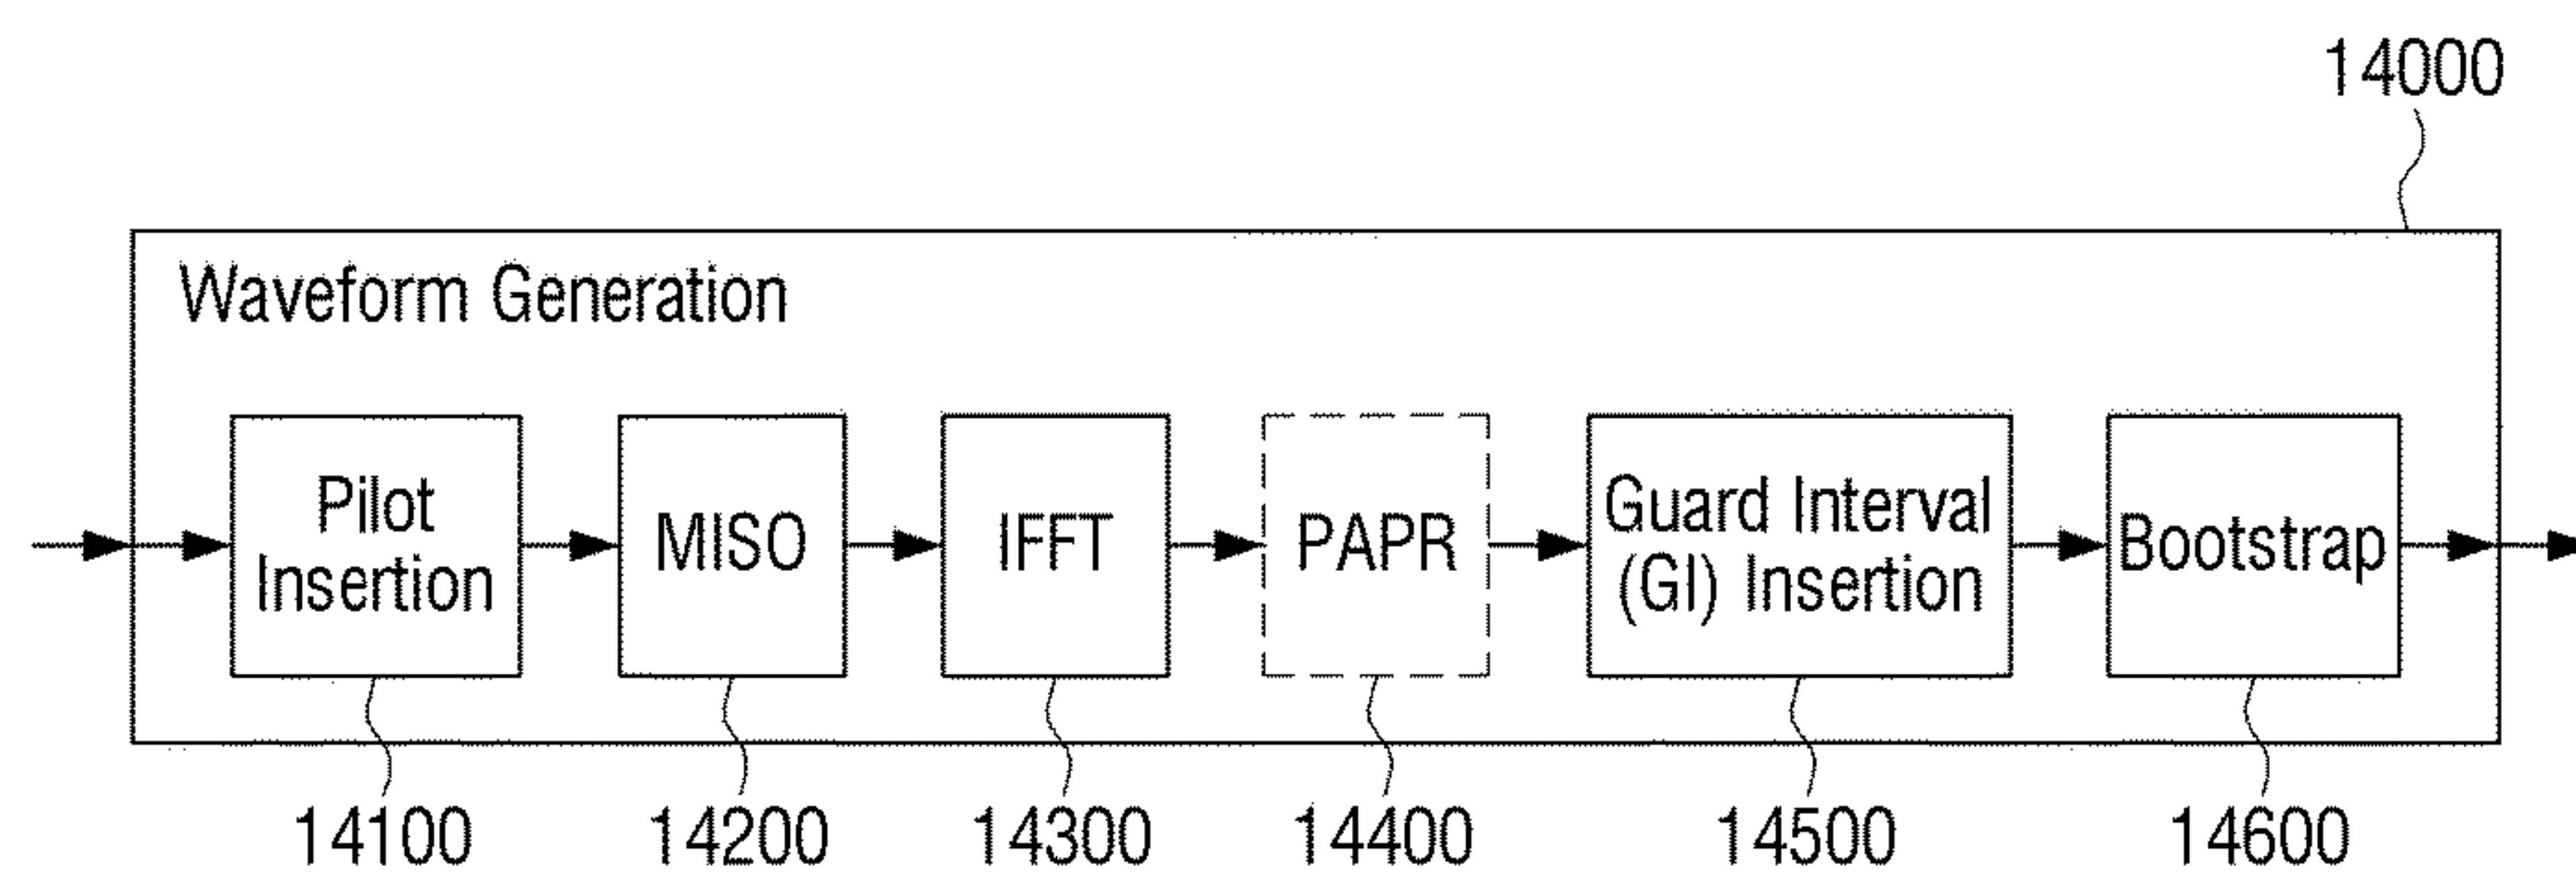 14000
Waveform Generation
Pilot
Insertion
MISO
IFFT
PAPR
Guard Interval
(GI) Insertion
Bootstrap
14100
14200
14300
14400
14500
14600